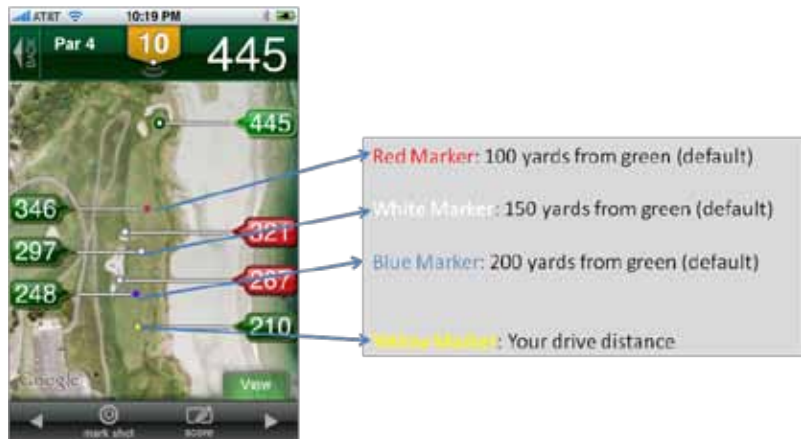 AT&T 10:19 PM
BACK Par 4 10 445
445
346
321
297
267
248
210
Google View
mark shot score
Red Marker: 100 yards from green (default)
White Marker: 150 yards from green (default)
Blue Marker: 200 yards from green (default)
Yellow Marker: Your drive distance